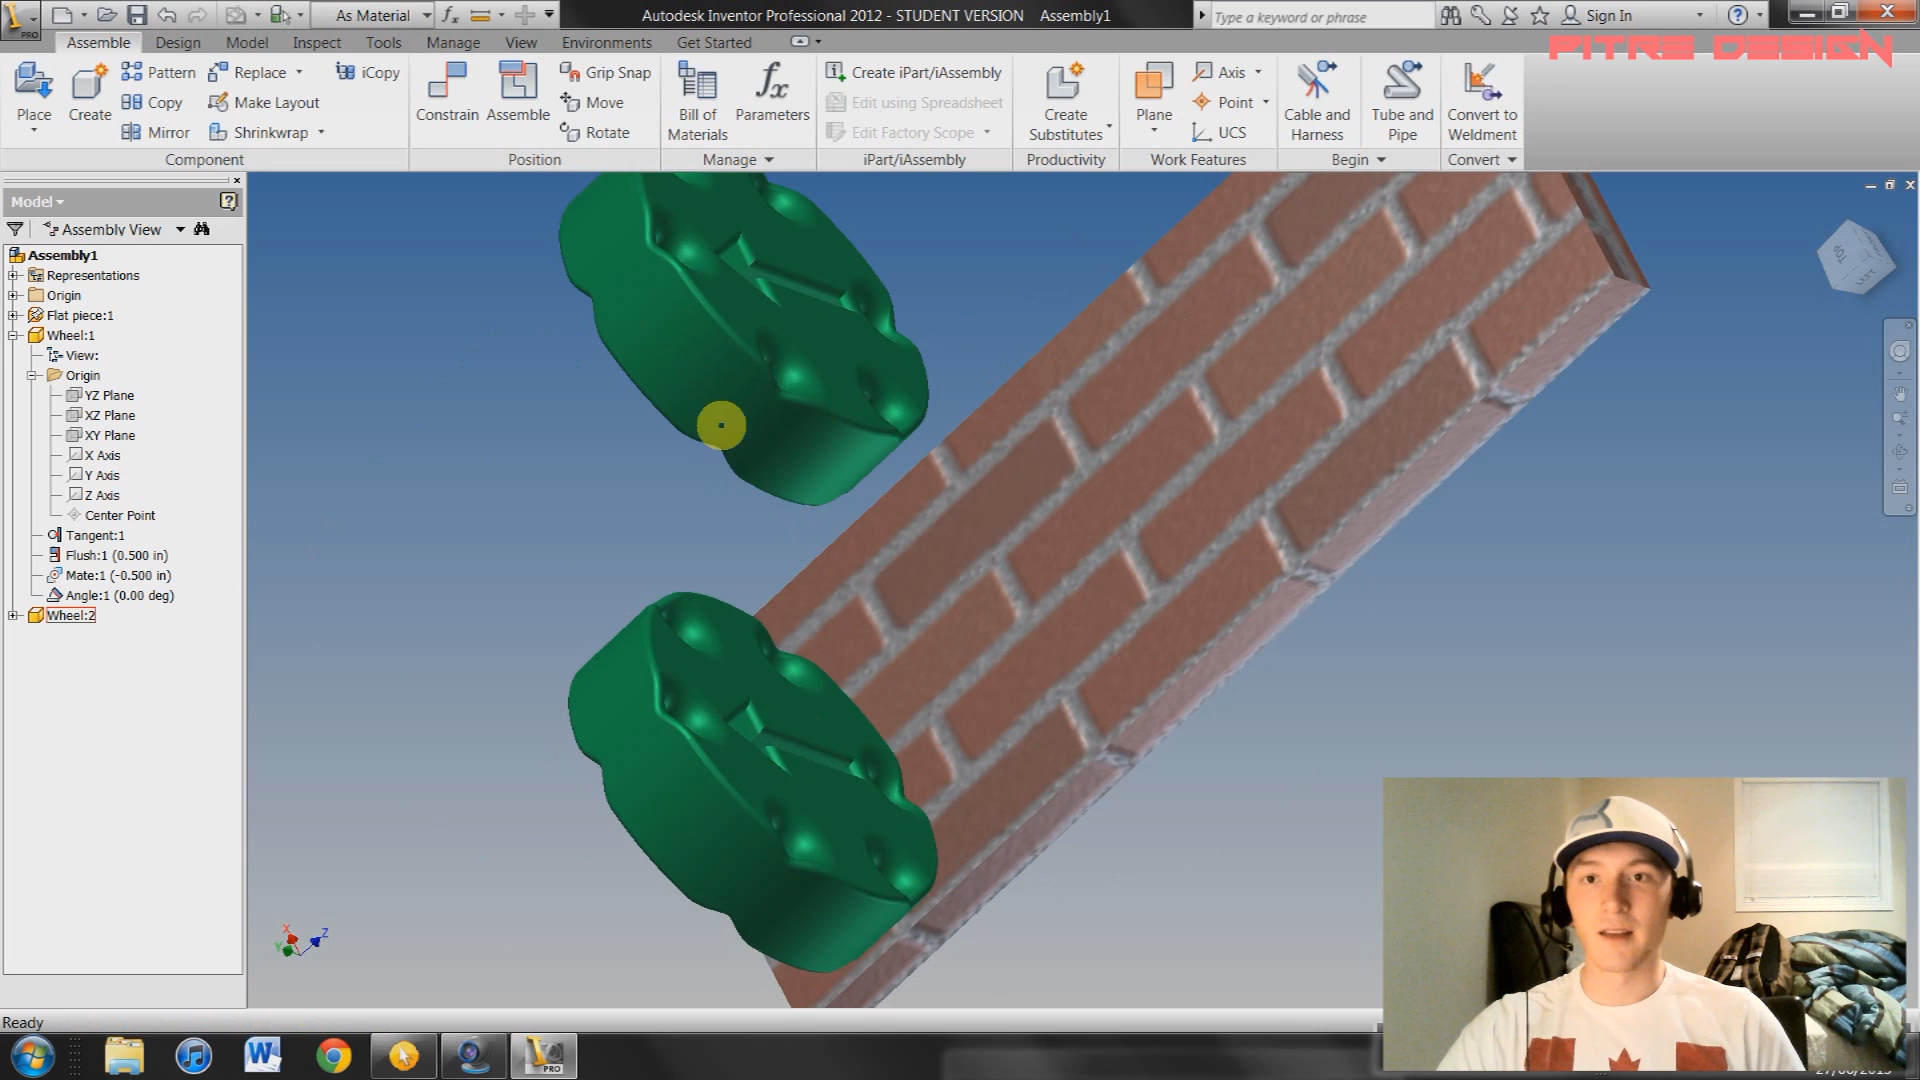 As Material
Autodesk Inventor Professional 2012 - STUDENT VERSION Assembly1
Type a keyword or phrase
Sign In
PRO
Assemble Design Model Inspect Tools Manage View Environments Get Started
PITRE DESIGN
Place
Create
Pattern
Copy
Mirror
Replace
Make Layout
Shrinkwrap
iCopy
Component
Constrain
Assemble
Grip Snap
Move
Rotate
Position
Bill of Materials
Parameters
Manage
Create iPart/iAssembly
Edit using Spreadsheet
Edit Factory Scope
iPart/iAssembly
Create Substitutes
Productivity
Plane
Axis
Point
UCS
Work Features
Cable and Harness
Tube and Pipe
Begin
Convert to Weldment
Convert
Model
Assembly View
Assembly1
Representations
Origin
Flat piece:1
Wheel:1
View:
Origin
YZ Plane
XZ Plane
XY Plane
X Axis
Y Axis
Z Axis
Center Point
Tangent:1
Flush:1 (0.500 in)
Mate:1 (-0.500 in)
Angle:1 (0.00 deg)
Wheel:2
TOP
X
Y
Z
Ready
PRO